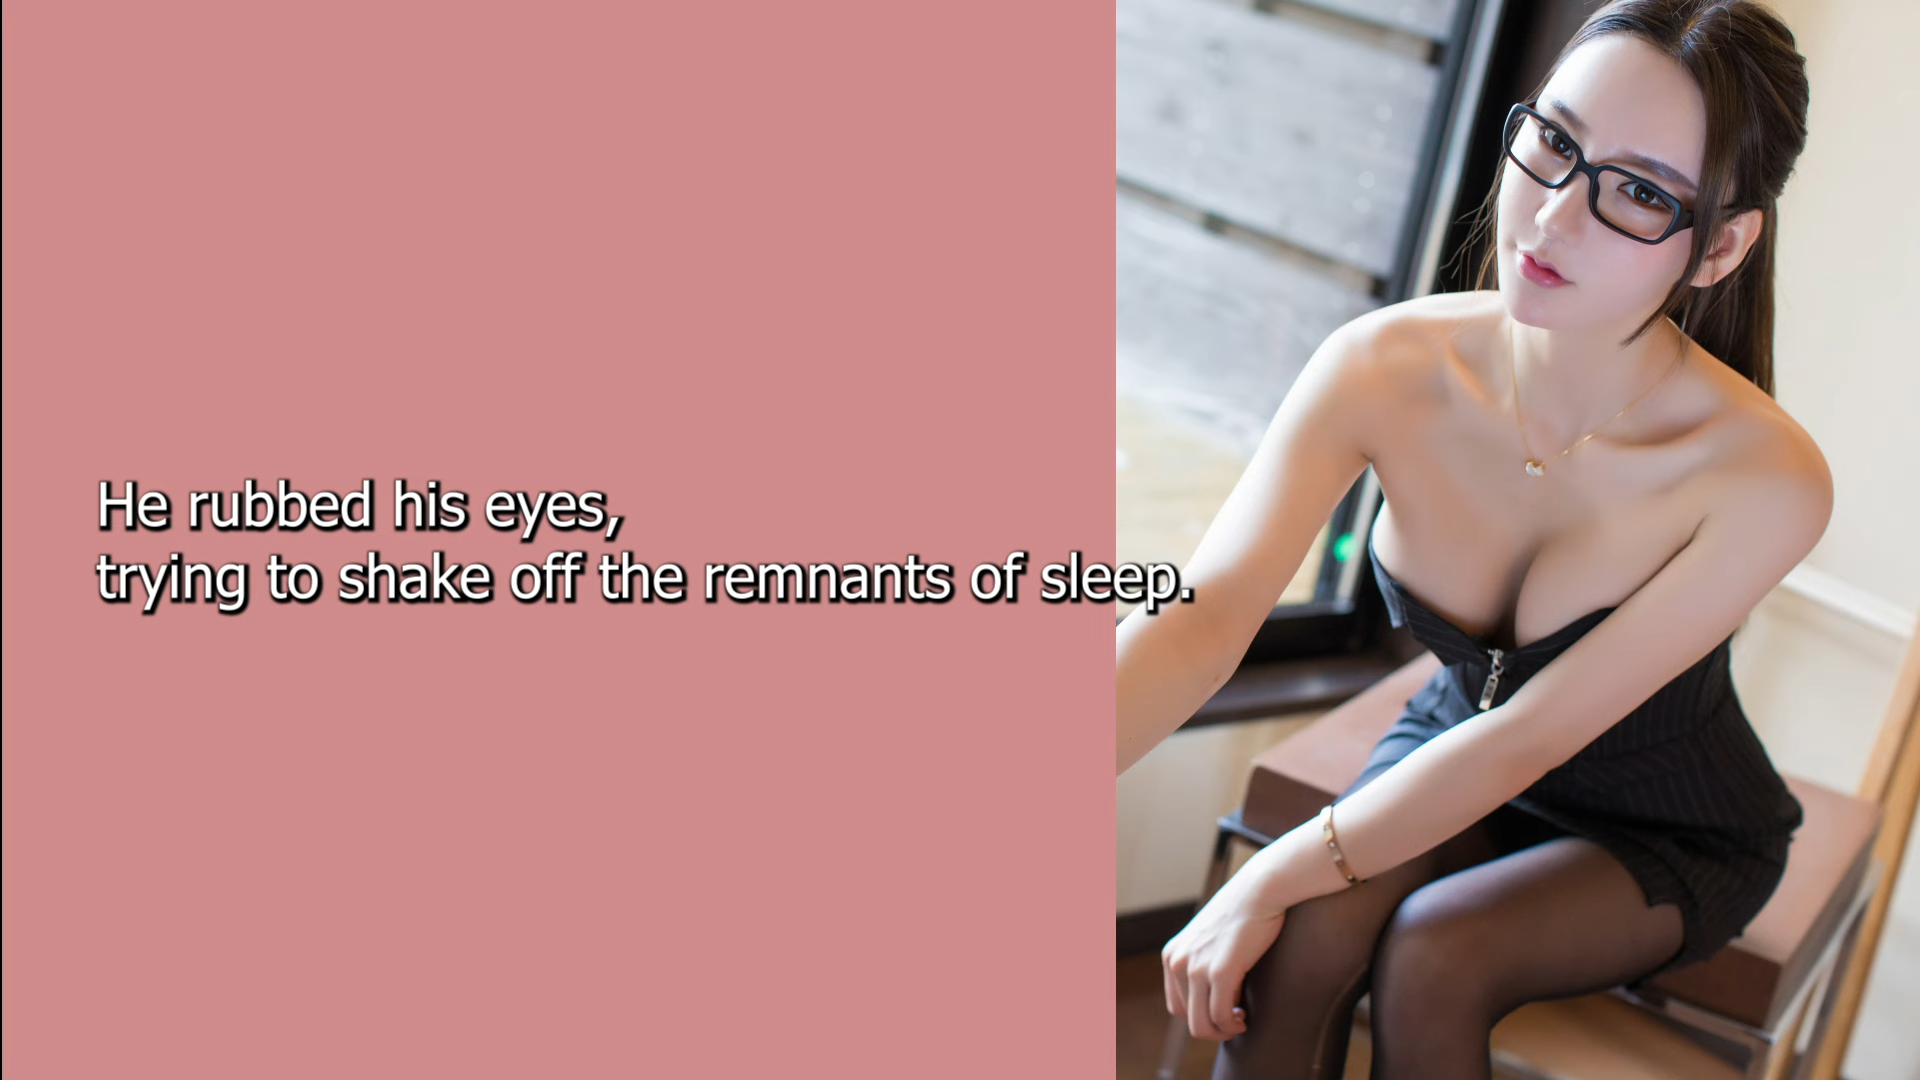 He rubbed his eyes,
trying to shake off the remnants of sleep.